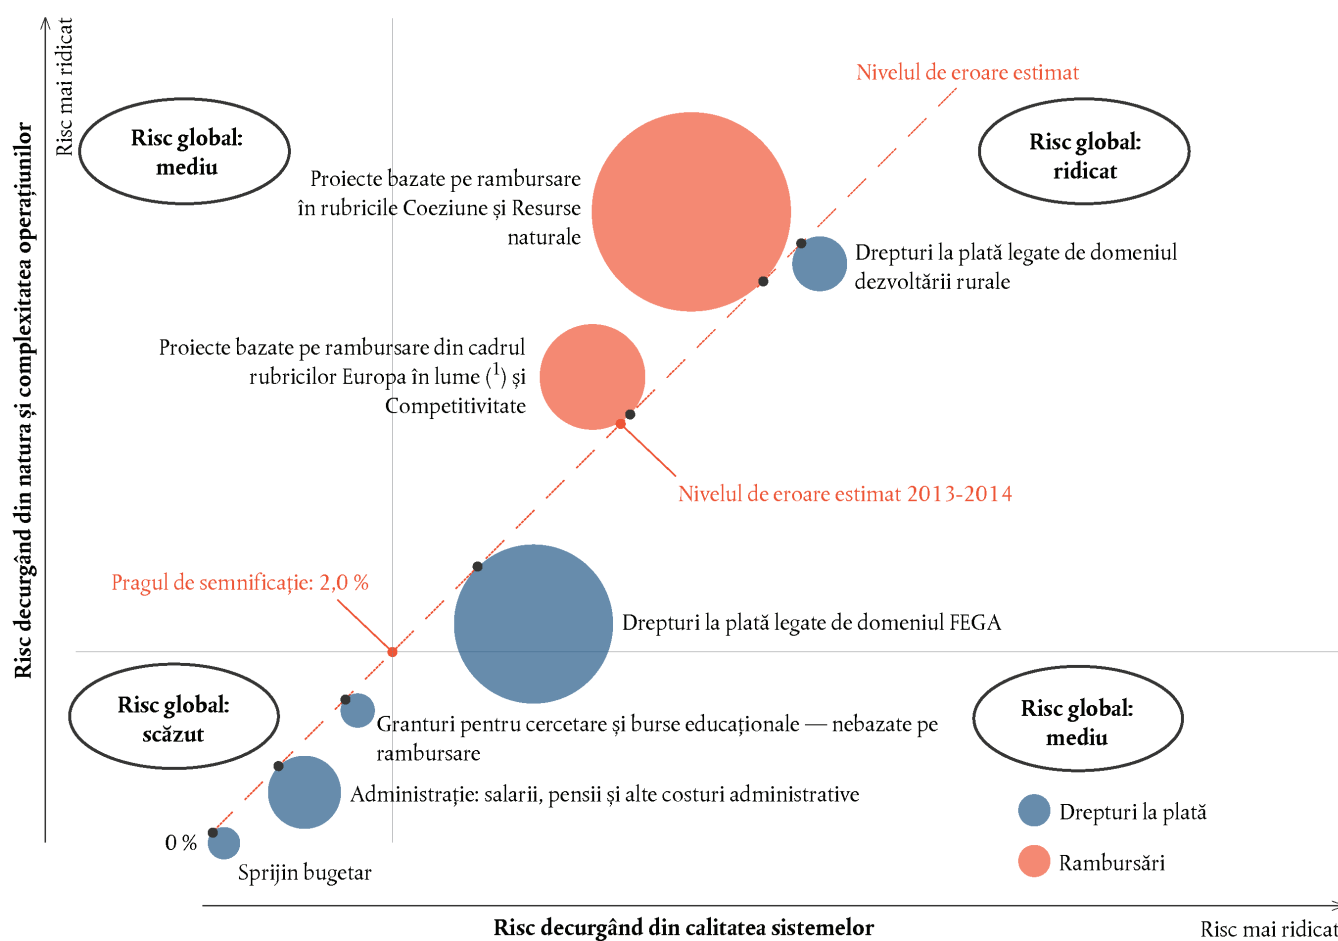 Risc mai ridicat
Risc decurgând din natura și complexitatea operațiunilor
Nivelul de eroare estimat
Risc global:
mediu
Risc global:
ridicat
Proiecte bazate pe rambursare
în rubricile Coeziune și Resurse
naturale
Drepturi la plată legate de domeniul
dezvoltării rurale
Proiecte bazate pe rambursare din cadrul
rubricilor Europa în lume (1) și
Competitivitate
Nivelul de eroare estimat 2013-2014
Pragul de semnificație: 2,0 %
Drepturi la plată legate de domeniul FEGA
Risc global:
scăzut
Risc global:
mediu
Granturi pentru cercetare și burse educaționale — nebazate pe
rambursare
Administrație: salarii, pensii și alte costuri administrative
Drepturi la plată
0 %
Rambursări
Sprijin bugetar
Risc decurgând din calitatea sistemelor
Risc mai ridicat